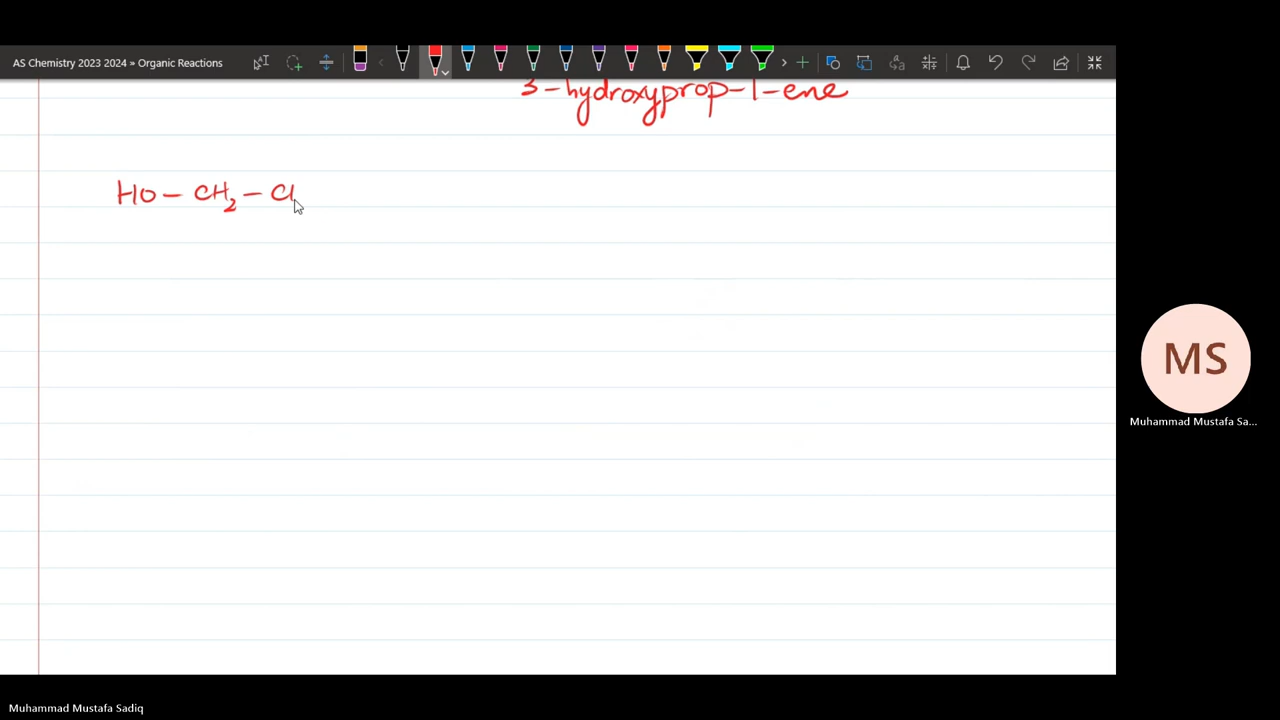 AS Chemistry 2023 2024 » Organic Reactions
3-hydroxyprop-1-ene
HO - CH₂ - Cl
MS
Muhammad Mustafa Sa...
Muhammad Mustafa Sadiq